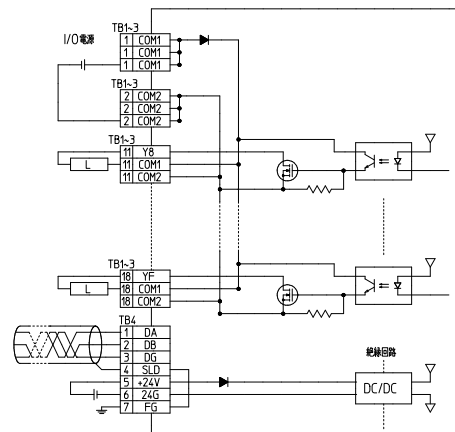 I/O電源
TB1~3
1 COM1
1 COM1
1 COM1
TB1~3
2 COM2
2 COM2
2 COM2
TB1~3
11 Y8
L
11 COM1
11 COM2
TB1~3
18 YF
L
18 COM1
18 COM2
TB4
1 DA
2 DB
3 DG
4 SLD
5 +24V
6 24G
7 FG
絶縁回路
DC/DC